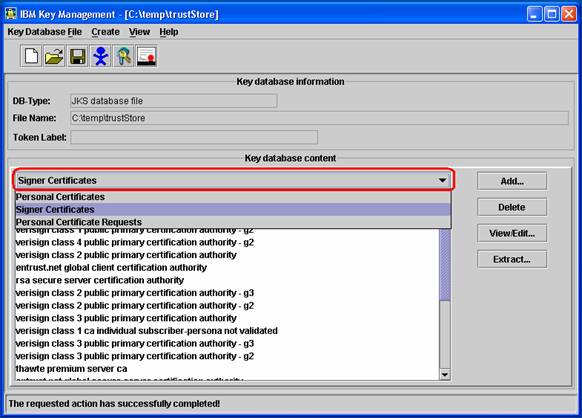 IBM Key Management - [C:\temp\trustStore]
Key Database File Create View Help
Key database information
DB-Type: JKS database file
File Name: C:\temp\trustStore
Token Label:
Key database content
Signer Certificates
Add...
Personal Certificates
Signer Certificates
Delete
Personal Certificate Requests
verisign class 1 public primary certification authority - g2
View/Edit...
verisign class 4 public primary certification authority - g2
verisign class 2 public primary certification authority
Extract...
entrust.net global client certification authority
rsa secure server certification authority
verisign class 2 public primary certification authority - g3
verisign class 2 public primary certification authority - g2
verisign class 3 public primary certification authority
verisign class 1 ca individual subscriber-persona not validated
verisign class 3 public primary certification authority - g3
verisign class 3 public primary certification authority - g2
thawte premium server ca
entrust.net global secure server certification authority
The requested action has successfully completed!